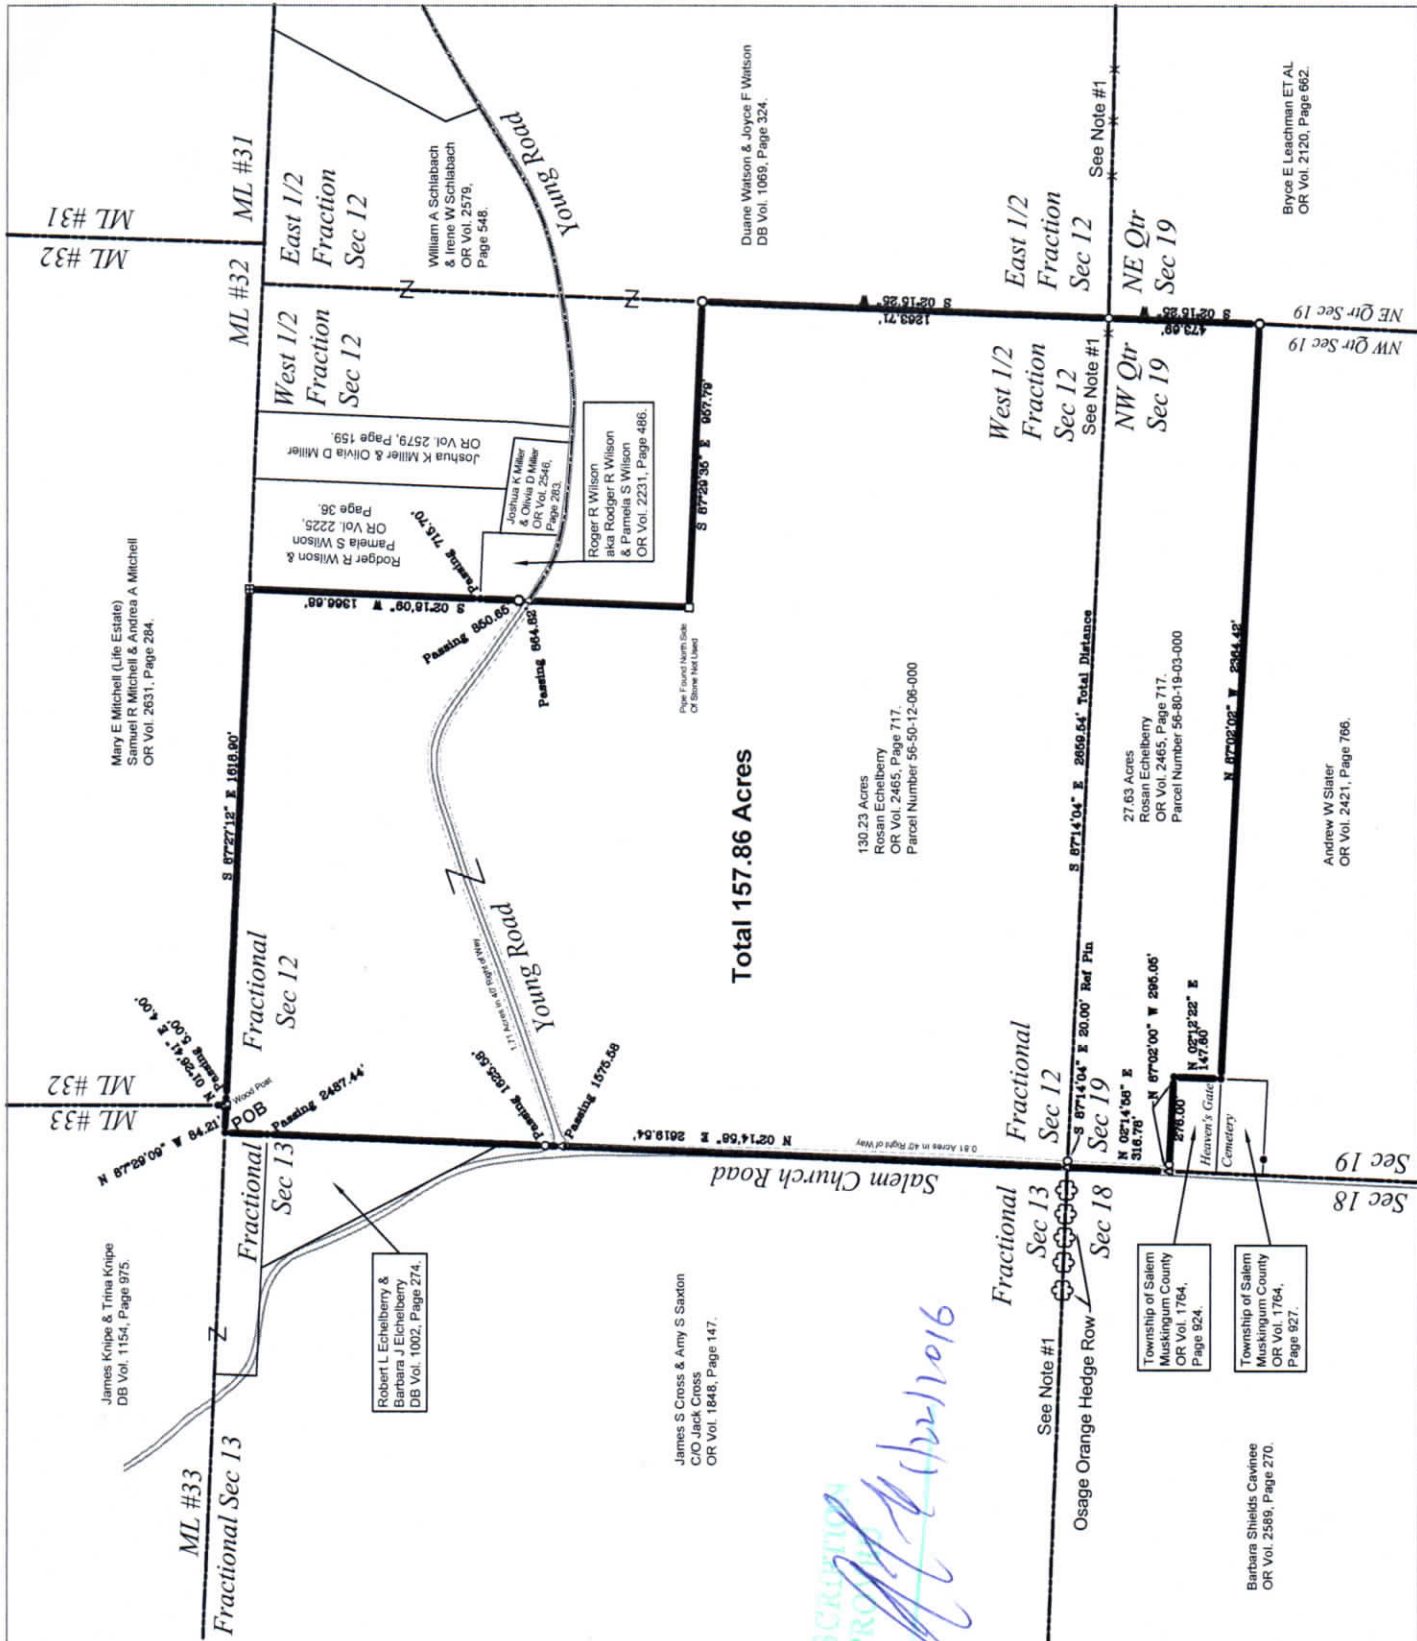 ML #33
Fractional Sec 13
James Knipe & Trina Knipe
DB Vol. 1154, Page 975.
N 87°29'09" W 84.21'
ML #33
ML #32
N 01°26'41" E 4.00'
Passing 5.00'
Wood Post
POB
Passing 2487.44'
Mary E Mitchell (Life Estate)
Samuel R Mitchell & Andrea A Mitchell
OR Vol. 2631, Page 284.
S 87°27'12" E 1618.90'
ML #32
ML #31
ML #32
ML #31
Fractional
Sec 13
Fractional
Sec 12
West 1/2
Fraction
Sec 12
East 1/2
Fraction
Sec 12
Robert L Echelberry &
Barbara J Elchelberry
DB Vol. 1002, Page 274.
Rodger R Wilson &
Pamela S Wilson
OR Vol. 2225,
Page 36.
Joshua K Miller & Olivia D Miller
OR Vol. 2579, Page 159.
Joshua K Miller
& Olivia D Miller
OR Vol. 2546,
Page 283.
William A Schlabach
& Irene W Schlabach
OR Vol. 2579,
Page 548.
S 02°18'09" W
1366.68'
Passing 715.70'
Passing 850.65
Passing 864.62
Roger R Wilson
aka Rodger R Wilson
& Pamela S Wilson
OR Vol. 2231, Page 486.
Young Road
Young Road
1.71 Acres in 40' Right of Way
Passing 1625.58'
Passing 1575.58
N 02°14'58" E 2619.54'
0.81 Acres in 40' Right of Way
Salem Church Road
Pipe Found North Side
Of Stone Not Used
S 87°29'35" E 957.79'
Duane Watson & Joyce F Watson
DB Vol. 1069, Page 324.
S 02°15'25" W
1263.71'
James S Cross & Amy S Saxton
C/O Jack Cross
OR Vol. 1848, Page 147.
Total 157.86 Acres
130.23 Acres
Rosan Echelberry
OR Vol. 2465, Page 717.
Parcel Number 56-50-12-06-000
1/22/2016
Fractional
Sec 13
Sec 18
Fractional
Sec 12
Sec 19
West 1/2
Fraction
Sec 12
See Note #1
East 1/2
Fraction
Sec 12
See Note #1
See Note #1
Osage Orange Hedge Row
S 87°14'04" E 20.00' Ref Pin
S 87°14'04" E 2659.54' Total Distance
NW Qtr
Sec 19
NE Qtr
Sec 19
S 02°15'25" W
473.69'
N 02°14'58" E
316.78'
N 87°02'00" W 295.05'
276.00'
N 02°12'22" E
147.60'
27.63 Acres
Rosan Echelberry
OR Vol. 2465, Page 717.
Parcel Number 56-80-19-03-000
N 87°02'02" W 2364.42'
Heaven's Gate
Cemetery
Township of Salem
Muskingum County
OR Vol. 1764,
Page 924.
Township of Salem
Muskingum County
OR Vol. 1764,
Page 927.
Barbara Shields Cavinee
OR Vol. 2589, Page 270.
Andrew W Slater
OR Vol. 2421, Page 766.
Bryce E Leachman ET AL
OR Vol. 2120, Page 662.
Sec 18
Sec 19
NW Qtr Sec 19
NE Qtr Sec 19